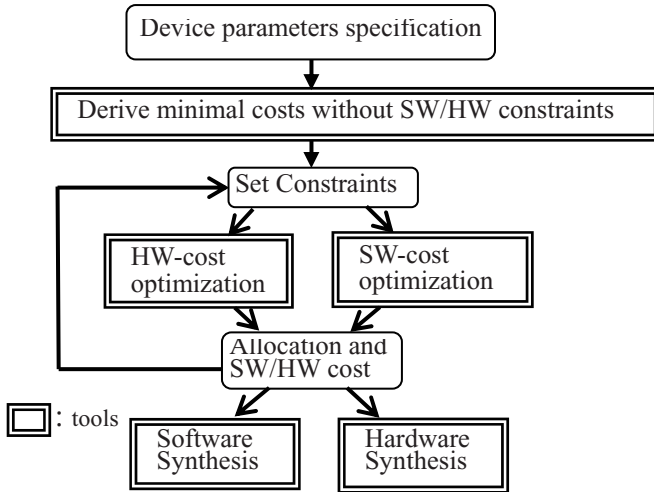 Device parameters specification
Derive minimal costs without SW/HW constraints
Set Constraints
HW-cost
optimization
SW-cost
optimization
Allocation and
SW/HW cost
: tools
Software
Synthesis
Hardware
Synthesis